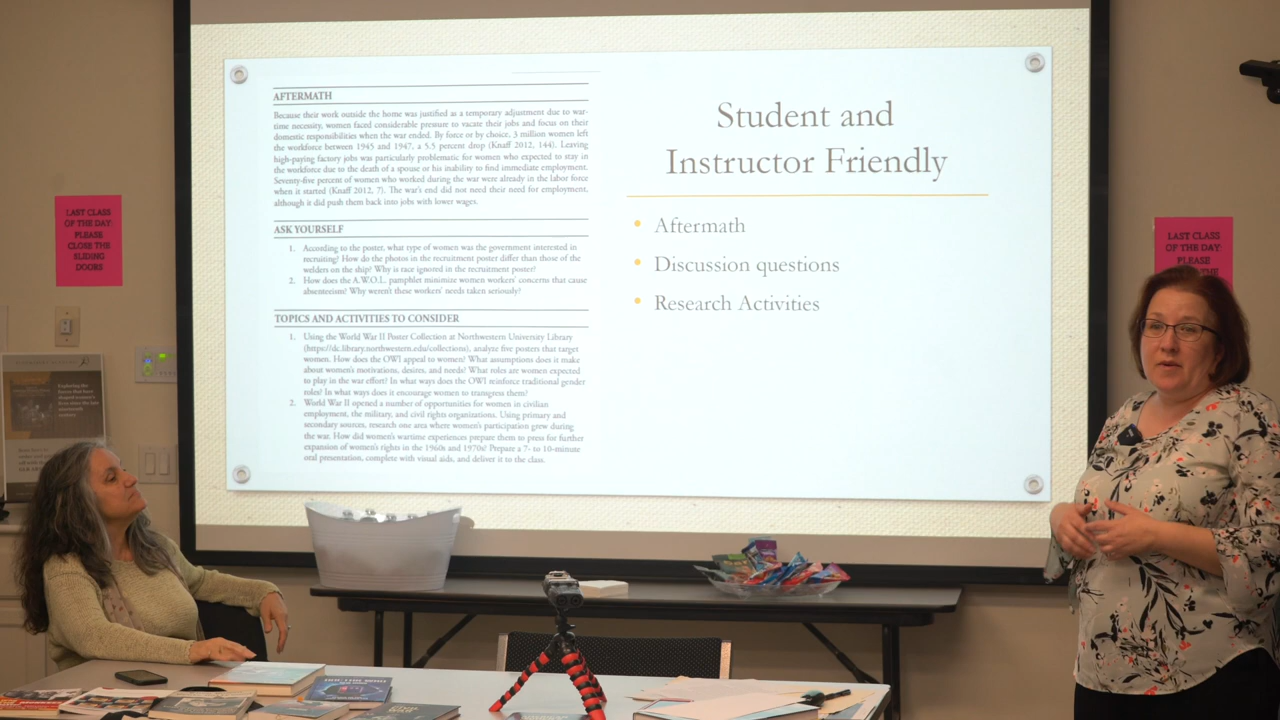 AFTERMATH
Because their work outside the home was justified as a temporary adjustment due to war-
time necessity, women faced considerable pressure to vacate their jobs and focus on their
domestic responsibilities when the war ended. By force or by choice, 3 million women left
the workforce between 1945 and 1947, a 5.5 percent drop (Knaff 2012, 144). Leaving
high-paying factory jobs was particularly problematic for women who expected to stay in
the workforce due to the death of a spouse or his inability to find immediate employment.
Seventy-five percent of women who worked during the war were already in the labor force
when it started (Knaff 2012, 7). The war's end did not need their need for employment,
although it did push them back into jobs with lower wages.
ASK YOURSELF
1. According to the poster, what type of women was the government interested in
recruiting? How do the photos in the recruitment poster differ than those of the
welders on the ship? Why is race ignored in the recruitment poster?
2. How does the A.W.O.L. pamphlet minimize women workers' concerns that cause
absenteeism? Why weren't these workers' needs taken seriously?
TOPICS AND ACTIVITIES TO CONSIDER
1. Using the World War II Poster Collection at Northwestern University Library
(http://dc.library.northwestern.edu/collections), analyze five posters that target
women. How does the OWI appeal to women? What assumptions does it make
about women's motivations, desires, and needs? What roles are women expected
to play in the war effort? In what ways does the OWI reinforce traditional gender
roles? In what ways does it encourage women to transgress them?
2. World War II opened a number of opportunities for women in civilian
employment, the military, and civil rights organizations. Using primary and
secondary sources, research one area where women's participation grew during
the war. How did women's wartime experiences prepare them to press for further
expansion of women's rights in the 1960s and 1970s? Prepare a 7- to 10-minute
oral presentation, complete with visual aids, and deliver it to the class.
Student and
Instructor Friendly
• Aftermath
• Discussion questions
• Research Activities
LAST CLASS
OF THE DAY:
PLEASE
CLOSE THE
SLIDING
DOORS
LAST CLASS
OF THE DAY:
PLEASE
THE